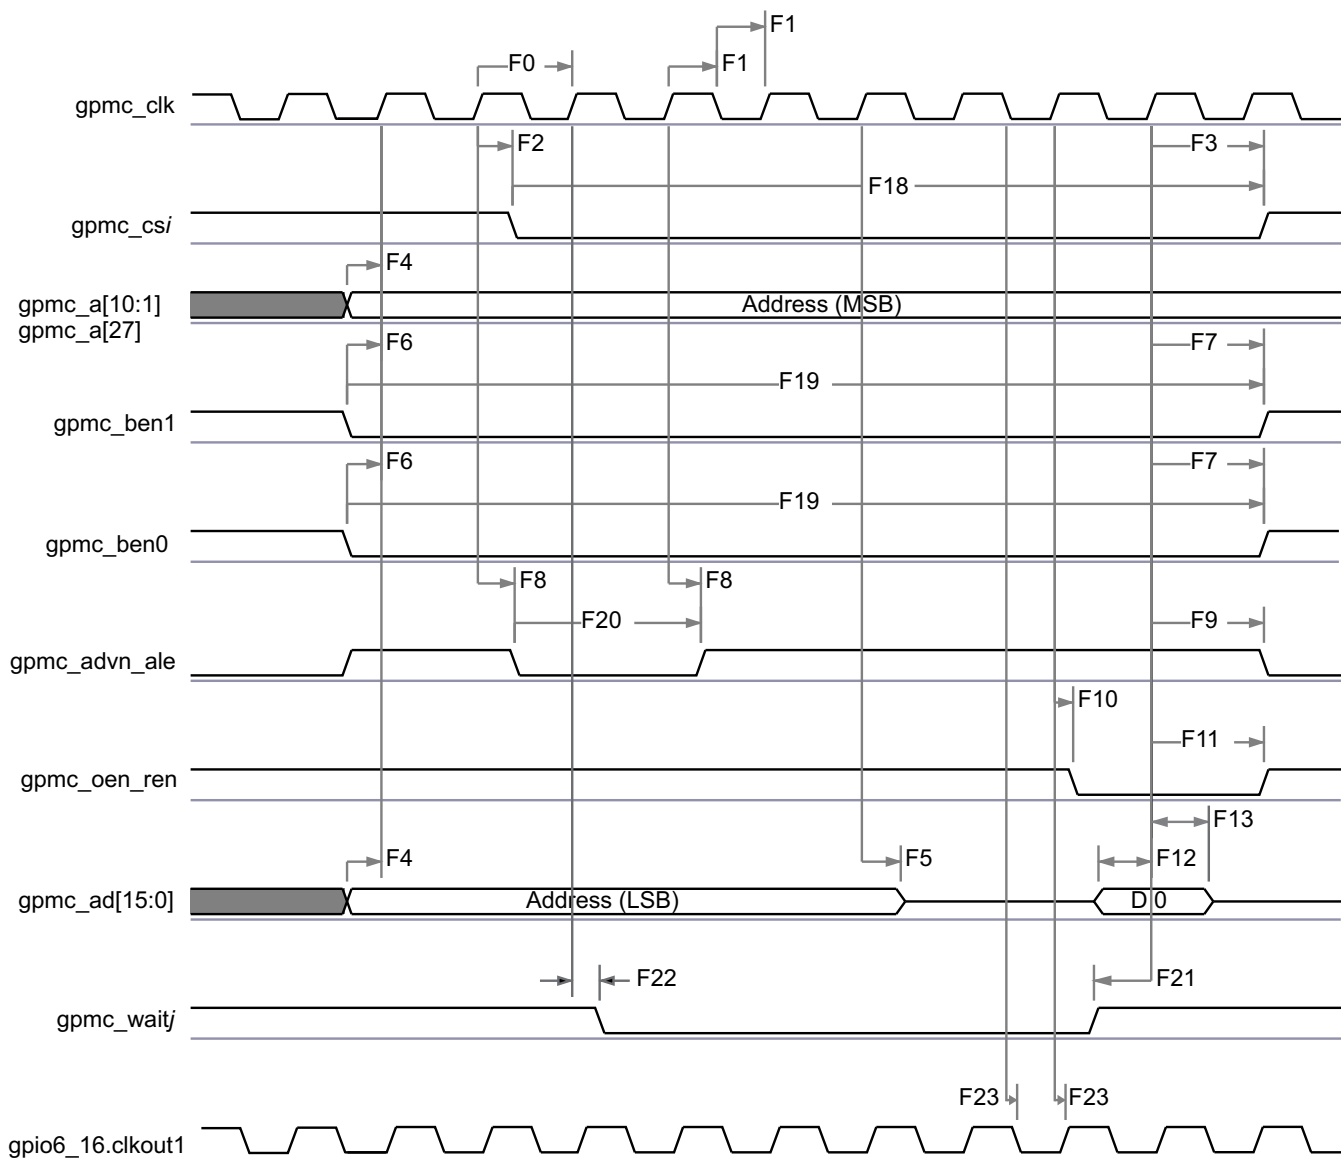 F1
F0
F1
gpmc_clk
F2
F3
F18
gpmc_csi
F4
gpmc_a[10:1]
Address (MSB)
gpmc_a[27]
F6
F7
F19
gpmc_ben1
F6
F7
F19
gpmc_ben0
F8
F8
F20
F9
gpmc_advn_ale
F10
F11
gpmc_oen_ren
F13
F4
F5
F12
gpmc_ad[15:0]
Address (LSB)
D 0
F22
F21
gpmc_waitj
F23
F23
gpio6_16.clkout1